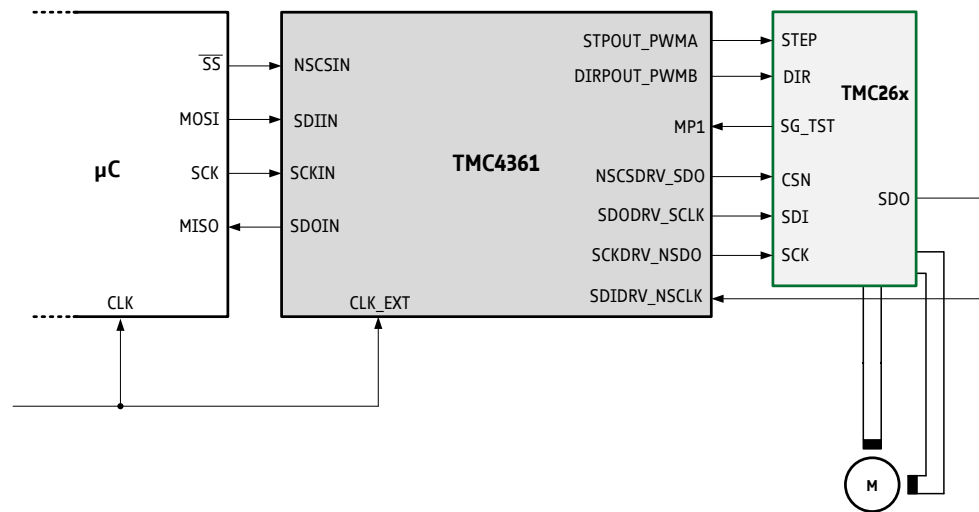 SS
MOSI
SCK
MISO
µC
CLK
NSCSIN
SDIIN
SCKIN
SDOIN
TMC4361
CLK_EXT
STPOUT_PWMA
DIRPOUT_PWMB
MP1
NSCSDRV_SDO
SDODRV_SCLK
SCKDRV_NSDO
SDIDRV_NSCLK
STEP
DIR
TMC26x
SG_TST
CSN
SDI
SCK
SDO
M